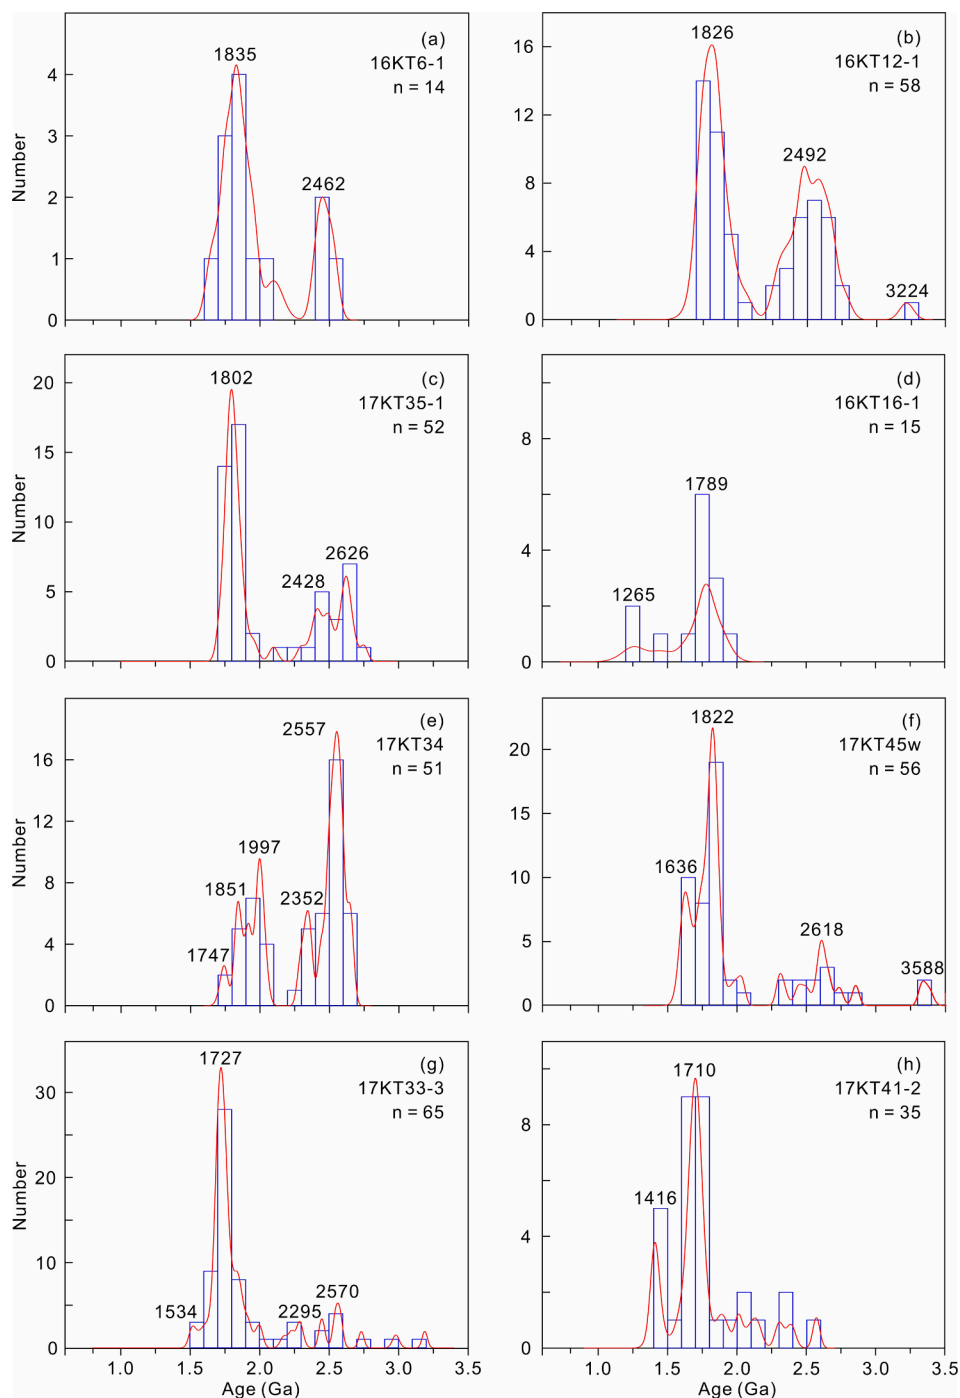 (a)
16KT6-1
n = 14
1835
2462
4
3
2
1
0
Number
(b)
16KT12-1
n = 58
1826
2492
3224
16
12
8
4
0
(c)
17KT35-1
n = 52
1802
2428
2626
20
15
10
5
0
Number
(d)
16KT16-1
n = 15
1789
1265
8
4
0
(e)
17KT34
n = 51
2557
1997
1851
1747
2352
16
12
8
4
0
Number
(f)
17KT45w
n = 56
1822
1636
2618
3588
20
15
10
5
0
(g)
17KT33-3
n = 65
1727
1534
2295
2570
30
20
10
0
Number
1.0 1.5 2.0 2.5 3.0 3.5
Age (Ga)
(h)
17KT41-2
n = 35
1710
1416
8
4
0
1.0 1.5 2.0 2.5 3.0 3.5
Age (Ga)